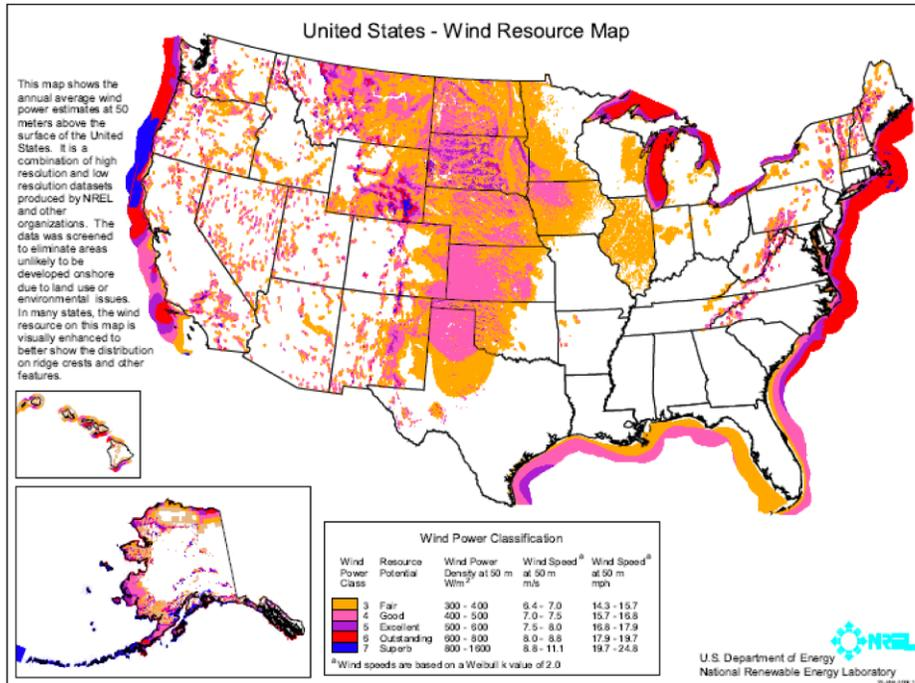 United States - Wind Resource Map
This map shows the
annual average wind
power estimates at 50
meters above the
surface of the United
States. It is a
combination of high
resolution and low
resolution datasets
produced by NREL
and other
organizations. The
data was screened
to eliminate areas
unlikely to be
developed onshore
due to land use or
environmental issues.
In many states, the wind
resource on this map is
visually enhanced to
better show the distribution
on ridge crests and other
features.
Wind Power Classification
Wind Power Class Resource Potential Wind Power Density at 50 m W/m² Wind Speed ᵃ at 50 m m/s Wind Speed ᵃ at 50 m mph
3 Fair 300 - 400 6.4 - 7.0 14.3 - 15.7
4 Good 400 - 500 7.0 - 7.5 15.7 - 16.8
5 Excellent 500 - 600 7.5 - 8.0 16.8 - 17.9
6 Outstanding 600 - 800 8.0 - 8.8 17.9 - 19.7
7 Superb 800 - 1600 8.8 - 11.1 19.7 - 24.8
ᵃ Wind speeds are based on a Weibull k value of 2.0
NREL
U.S. Department of Energy
National Renewable Energy Laboratory